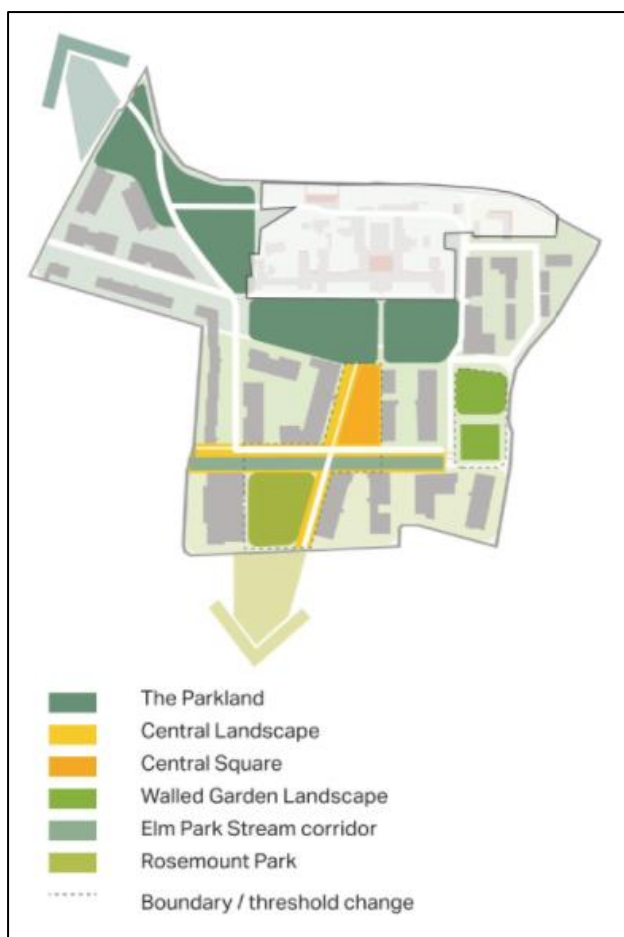 The Parkland
Central Landscape
Central Square
Walled Garden Landscape
Elm Park Stream corridor
Rosemount Park
Boundary / threshold change